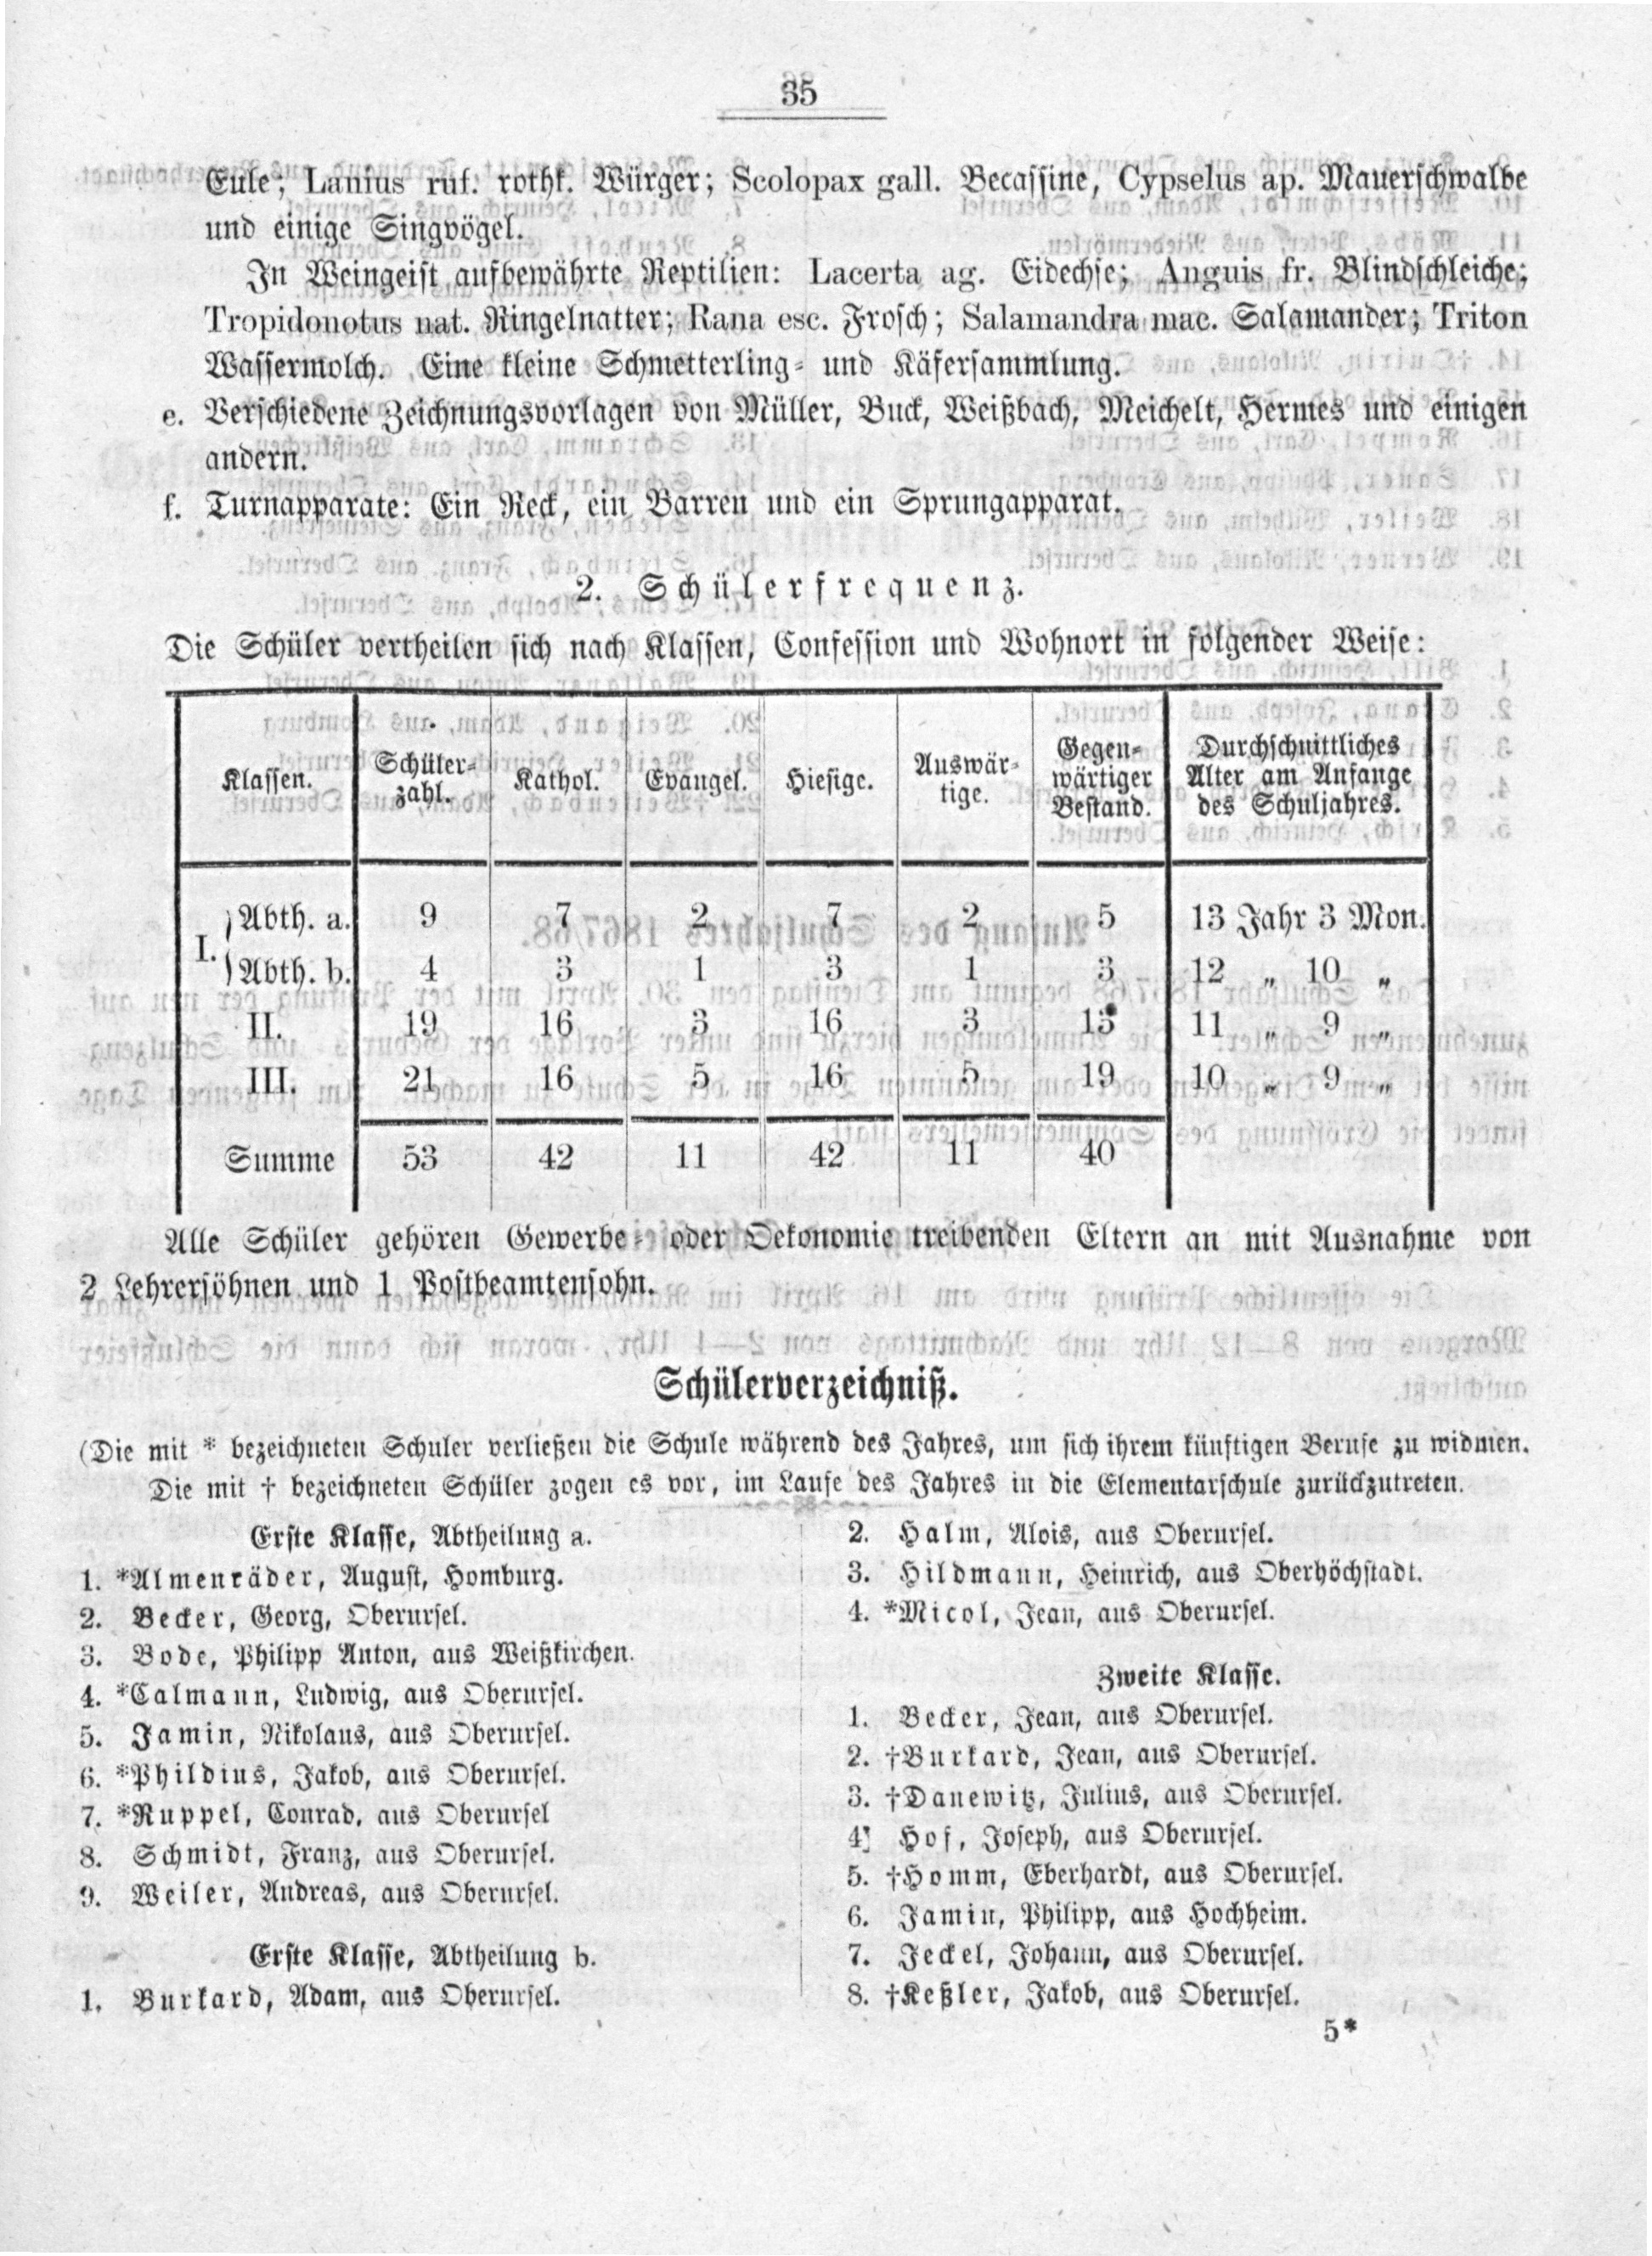 35
Eule; Lanius ruf. rothk. Würger; Scolopax gall. Becassine, Cypselus ap. Mauerschwalbe
und einige Singvögel.
In Weingeist aufbewährte Reptilien: Lacerta ag. Eidechse; Anguis fr. Blindschleiche;
Tropidonotus nat. Ringelnatter; Rana esc. Frosch; Salamandra mac. Salamander; Triton
Wassermolch. Eine kleine Schmetterling- und Käfersammlung.
e. Verschiedene Zeichnungsvorlagen von Müller, Buck, Weißbach, Meichelt, Hermes und einigen
andern.
f. Turnapparate: Ein Reck, ein Barren und ein Sprungapparat.
2. Schülerfrequenz.
Die Schüler vertheilen sich nach Klassen, Confession und Wohnort in folgender Weise:
Klassen. Schüler-zahl. Kathol. Evangel. Hiesige. Auswär-tige. Gegen-wärtiger Bestand. Durchschnittliches Alter am Anfange des Schuljahres.
I. Abth. a. 9 7 2 7 2 5 13 Jahr 3 Mon.
Abth. b. 4 3 1 3 1 3 12 „ 10 „
II. 19 16 3 16 3 13 11 „ 9 „
III. 21 16 5 16 5 19 10 „ 9 „
Summe 53 42 11 42 11 40
Alle Schüler gehören Gewerbe- oder Oekonomie treibenden Eltern an mit Ausnahme von
2 Lehrersöhnen und 1 Postbeamtensohn.
Schülerverzeichniß.
(Die mit * bezeichneten Schuler verließen die Schule während des Jahres, um sich ihrem künftigen Berufe zu widmen.
Die mit † bezeichneten Schüler zogen es vor, im Laufe des Jahres in die Elementarschule zurückzutreten.
Erste Klasse, Abtheilung a.
1. *Almenräder, August, Homburg.
2. Becker, Georg, Oberursel.
3. Bode, Philipp Anton, aus Weißkirchen.
4. *Calmann, Ludwig, aus Oberursel.
5. Jamin, Nikolaus, aus Oberursel.
6. *Phildius, Jakob, aus Oberursel.
7. *Ruppel, Conrad, aus Oberursel
8. Schmidt, Franz, aus Oberursel.
9. Weiler, Andreas, aus Oberursel.
Erste Klasse, Abtheilung b.
1. Burkard, Adam, aus Oberursel.
2. Halm, Alois, aus Oberursel.
3. Hildmann, Heinrich, aus Oberhöchstadt.
4. *Micol, Jean, aus Oberursel.
Zweite Klasse.
1. Becker, Jean, aus Oberursel.
2. †Burkard, Jean, aus Oberursel.
3. †Danewitz, Julius, aus Oberursel.
4. Hof, Joseph, aus Oberursel.
5. †Homm, Eberhardt, aus Oberursel.
6. Jamin, Philipp, aus Hochheim.
7. Jeckel, Johann, aus Oberursel.
8. †Keßler, Jakob, aus Oberursel.
5*